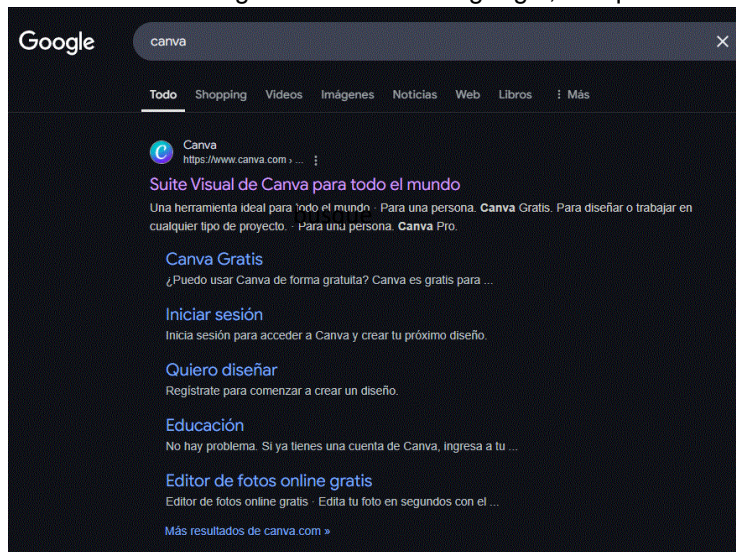 Google
canva
Todo Shopping Videos Imágenes Noticias Web Libros Más
Canva
https://www.canva.com › ...
Suite Visual de Canva para todo el mundo
Una herramienta ideal para todo el mundo · Para una persona. Canva Gratis. Para diseñar o trabajar en
cualquier tipo de proyecto. · Para una persona. Canva Pro.
busque
Canva Gratis
¿Puedo usar Canva de forma gratuita? Canva es gratis para ...
Iniciar sesión
Inicia sesión para acceder a Canva y crear tu próximo diseño.
Quiero diseñar
Regístrate para comenzar a crear un diseño.
Educación
No hay problema. Si ya tienes una cuenta de Canva, ingresa a tu ...
Editor de fotos online gratis
Editor de fotos online gratis · Edita tu foto en segundos con el ...
Más resultados de canva.com »